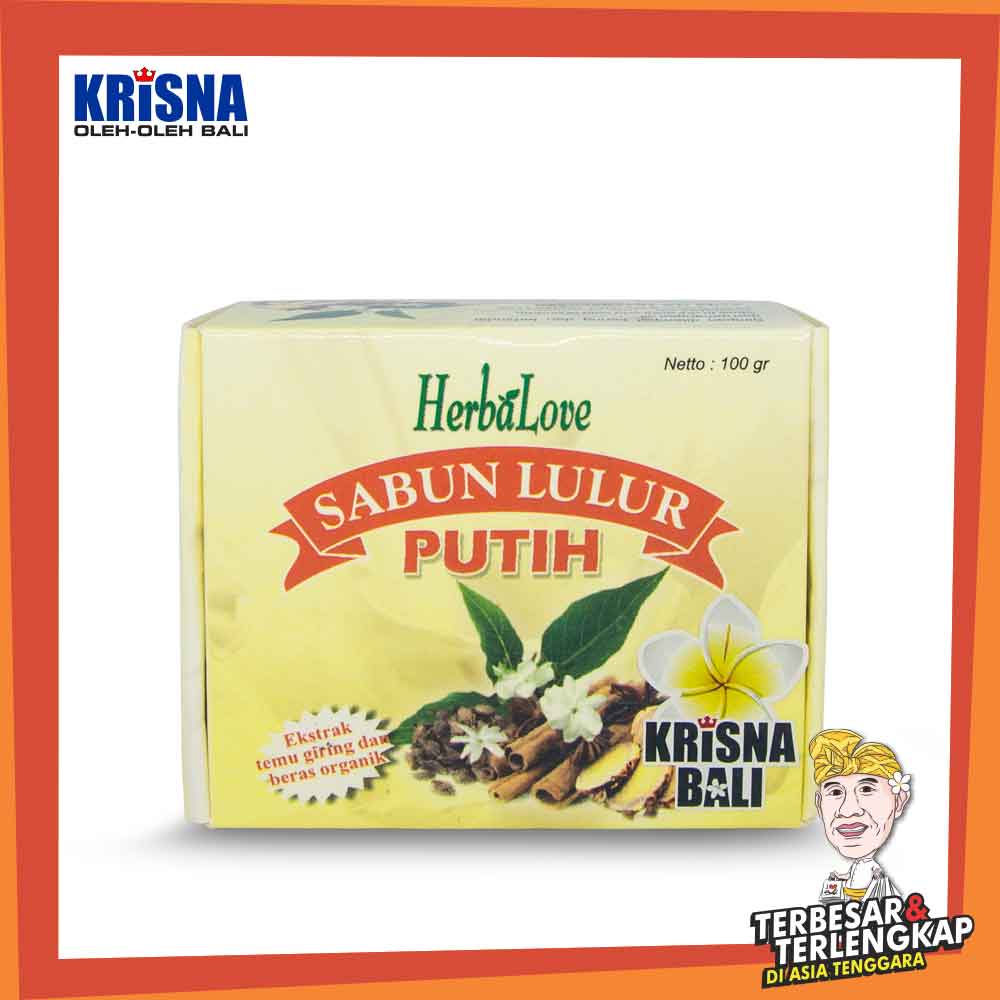 KRISNA
OLEH-OLEH BALI
Netto : 100 gr
HerbaLove
SABUN LULUR
PUTIH
Ekstrak
temu giring dan
beras organik
KRISNA
BALI
TERBESAR &
TERLENGKAP
DI ASIA TENGGARA